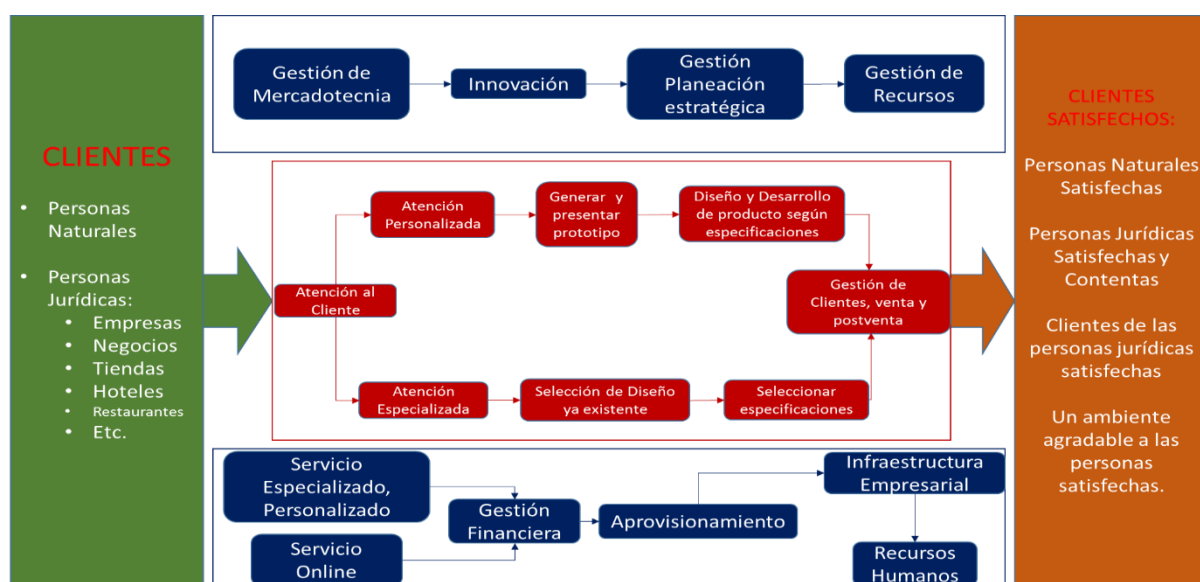 CLIENTES
• Personas
Naturales
• Personas
Jurídicas:
• Empresas
• Negocios
• Tiendas
• Hoteles
• Restaurantes
• Etc.
Gestión de
Mercadotecnia
Innovación
Gestión
Planeación
estratégica
Gestión de
Recursos
Atención al
Cliente
Atención
Personalizada
Generar y
presentar
prototipo
Diseño y Desarrollo
de producto según
especificaciones
Gestión de
Clientes, venta y
postventa
Atención
Especializada
Selección de Diseño
ya existente
Seleccionar
especificaciones
Servicio
Especializado,
Personalizado
Servicio
Online
Gestión
Financiera
Aprovisionamiento
Infraestructura
Empresarial
Recursos
Humanos
CLIENTES
SATISFECHOS:
Personas Naturales
Satisfechas
Personas Jurídicas
Satisfechas y
Contentas
Clientes de las
personas jurídicas
satisfechas
Un ambiente
agradable a las
personas
satisfechas.